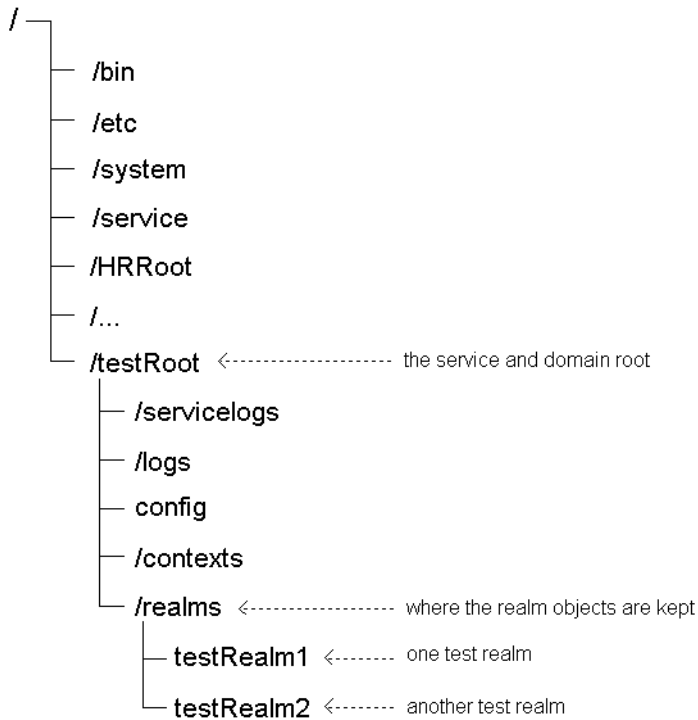 /
/bin
/etc
/system
/service
/HRRoot
/...
/testRoot the service and domain root
/servicelogs
/logs
config
/contexts
/realms where the realm objects are kept
testRealm1 one test realm
testRealm2 another test realm